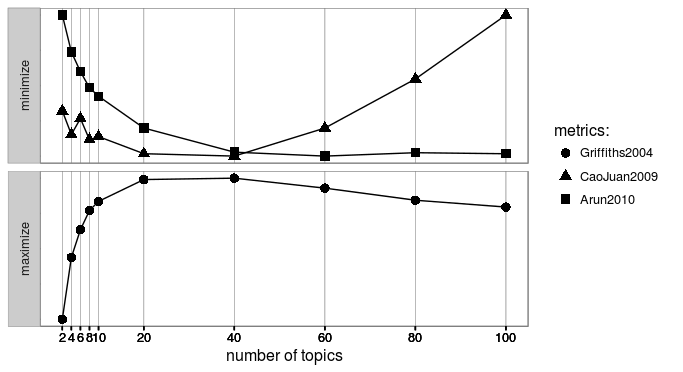 minimize
maximize
2 4 6 8 10 20 40 60 80 100
number of topics
metrics:
Griffiths2004
CaoJuan2009
Arun2010